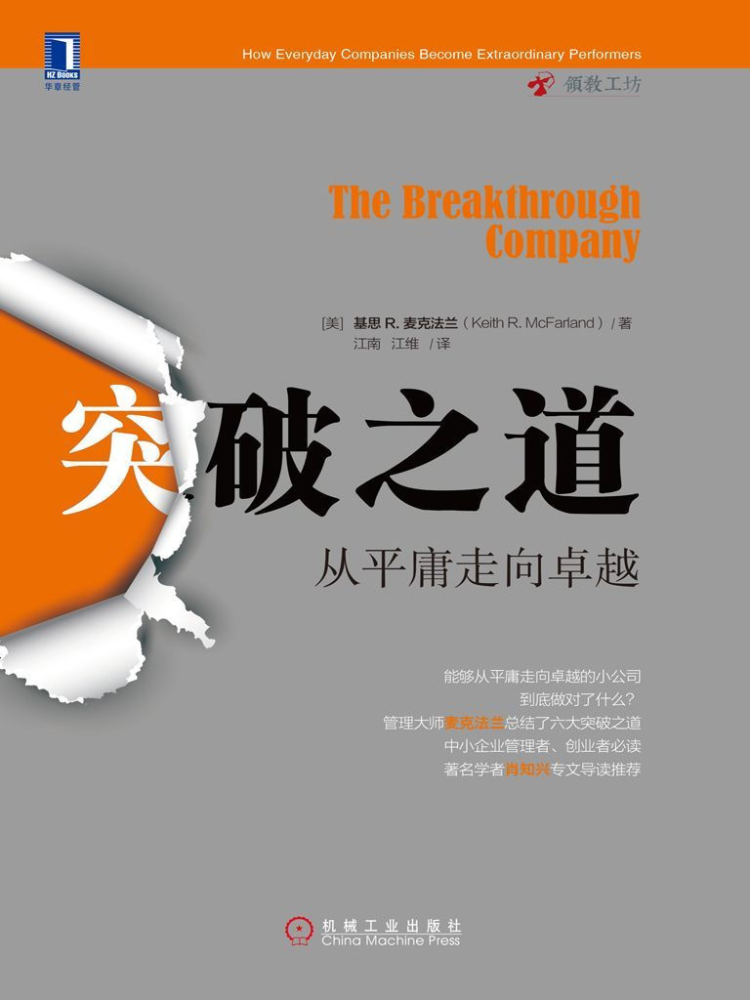 How Everyday Companies Become Extraordinary Performers
HZ Books
华章经管
領教工坊
The Breakthrough
Company
[美] 基思 R. 麦克法兰（Keith R. McFarland）/著
江南 江维 /译
突破之道
从平庸走向卓越
能够从平庸走向卓越的小公司
到底做对了什么？
管理大师麦克法兰总结了六大突破之道
中小企业管理者、创业者必读
著名学者肖知兴专文导读推荐
机械工业出版社
China Machine Press